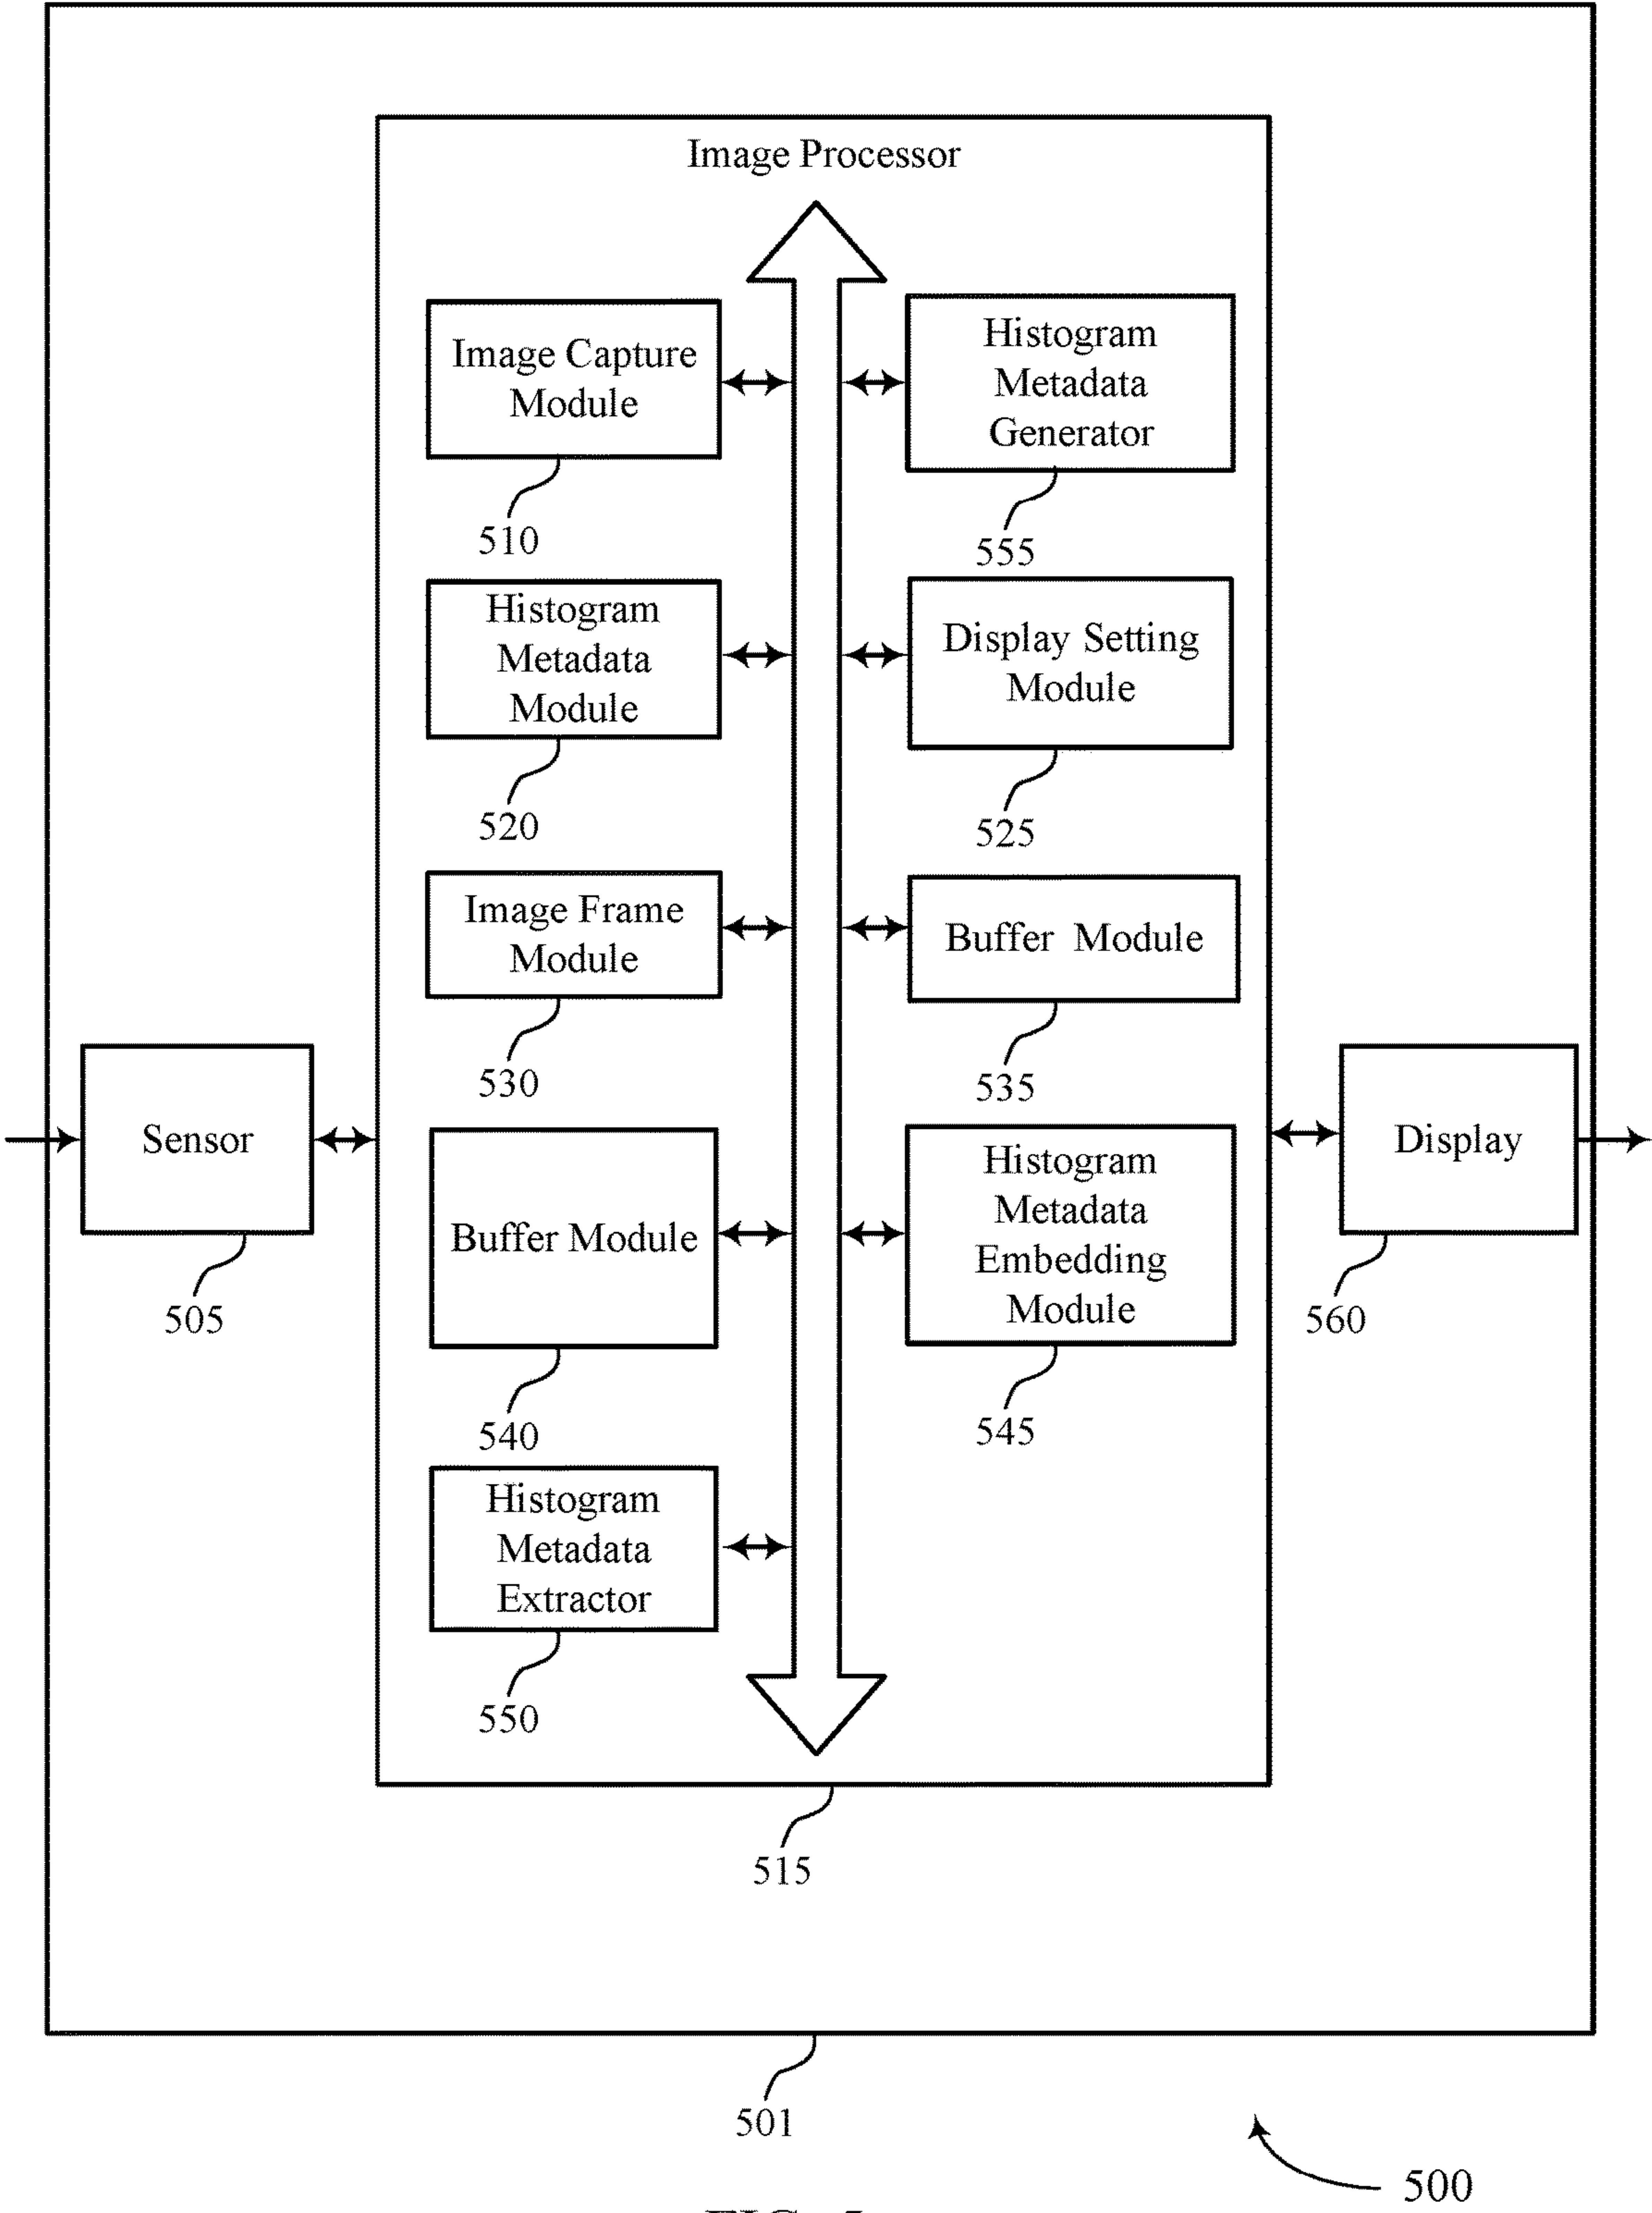 Image Processor
Image Capture
Module
510
Histogram
Metadata
Generator
555
Histogram
Metadata
Module
520
Display Setting
Module
525
Image Frame
Module
530
Buffer Module
535
Sensor
505
Buffer Module
540
Histogram
Metadata
Embedding
Module
545
Display
560
Histogram
Metadata
Extractor
550
515
501
500